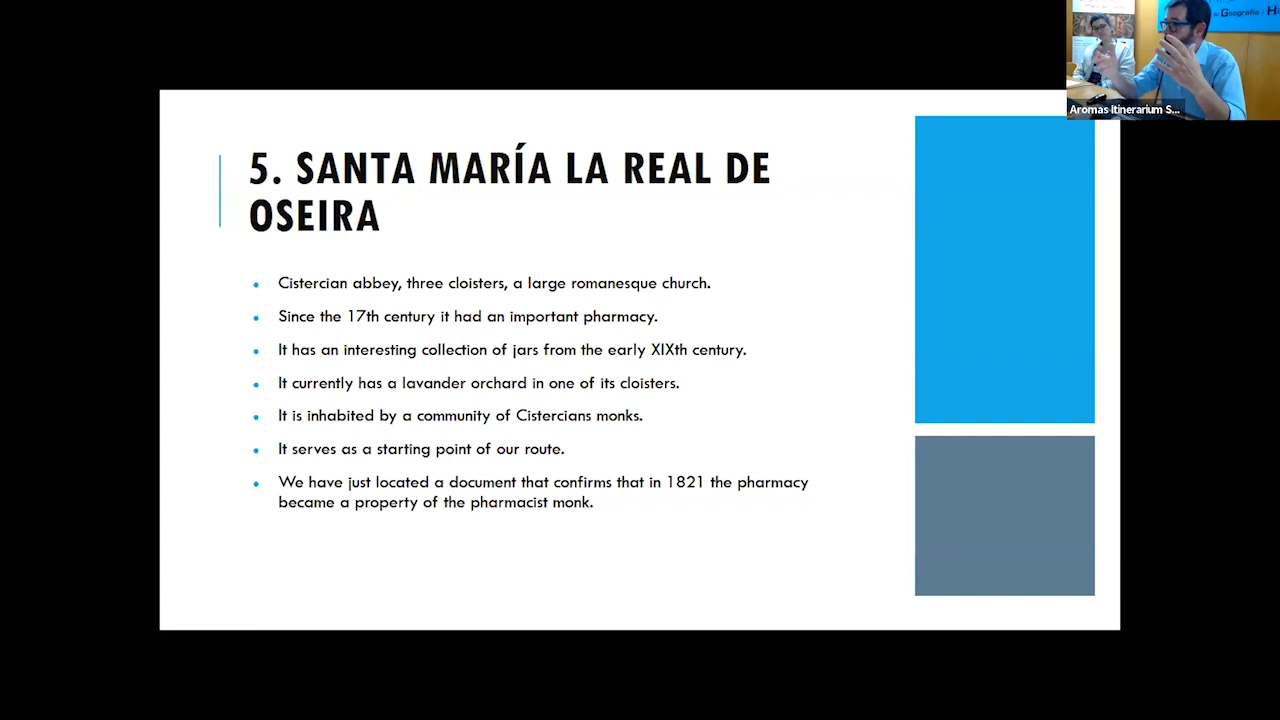 Geografia i H
Aromas Itinerarium S...
5. SANTA MARÍA LA REAL DE
OSEIRA
Cistercian abbey, three cloisters, a large romanesque church.
Since the 17th century it had an important pharmacy.
It has an interesting collection of jars from the early XIXth century.
It currently has a lavander orchard in one of its cloisters.
It is inhabited by a community of Cistercians monks.
It serves as a starting point of our route.
We have just located a document that confirms that in 1821 the pharmacy
became a property of the pharmacist monk.